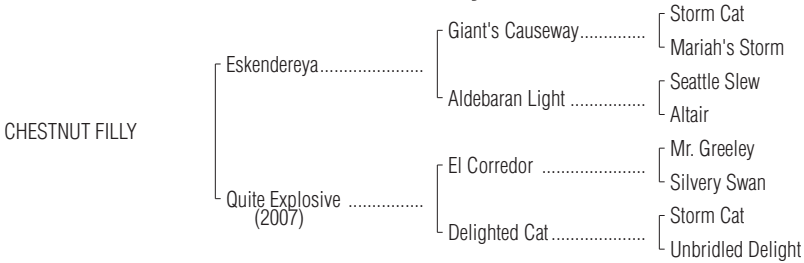 Storm Cat
Giant's Causeway..............
Mariah's Storm
Eskendereya......................
Seattle Slew
Aldebaran Light ................
Altair
CHESTNUT FILLY
Mr. Greeley
El Corredor ......................
Silvery Swan
Quite Explosive ................
(2007)
Storm Cat
Delighted Cat....................
Unbridled Delight